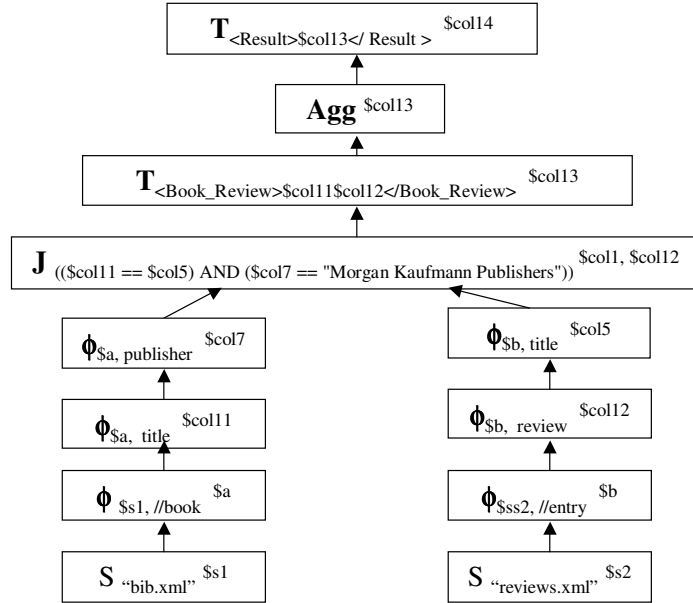 T <Result>$col13</ Result > $col14
Agg $col13
T <Book_Review>$col11$col12</Book_Review> $col13
J (($col11 == $col5) AND ($col7 == "Morgan Kaufmann Publishers")) $col1, $col12
ϕ $a, publisher $col7
ϕ $b, title $col5
ϕ $a, title $col11
ϕ $b, review $col12
ϕ $s1, //book $a
ϕ $ss2, //entry $b
S “bib.xml” $s1
S “reviews.xml” $s2